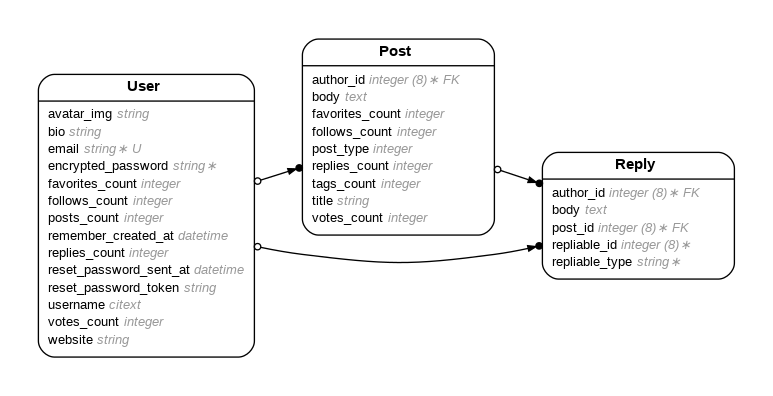 User
avatar_img string
bio string
email string∗ U
encrypted_password string∗
favorites_count integer
follows_count integer
posts_count integer
remember_created_at datetime
replies_count integer
reset_password_sent_at datetime
reset_password_token string
username citext
votes_count integer
website string
Post
author_id integer (8)∗ FK
body text
favorites_count integer
follows_count integer
post_type integer
replies_count integer
tags_count integer
title string
votes_count integer
Reply
author_id integer (8)∗ FK
body text
post_id integer (8)∗ FK
repliable_id integer (8)∗
repliable_type string∗